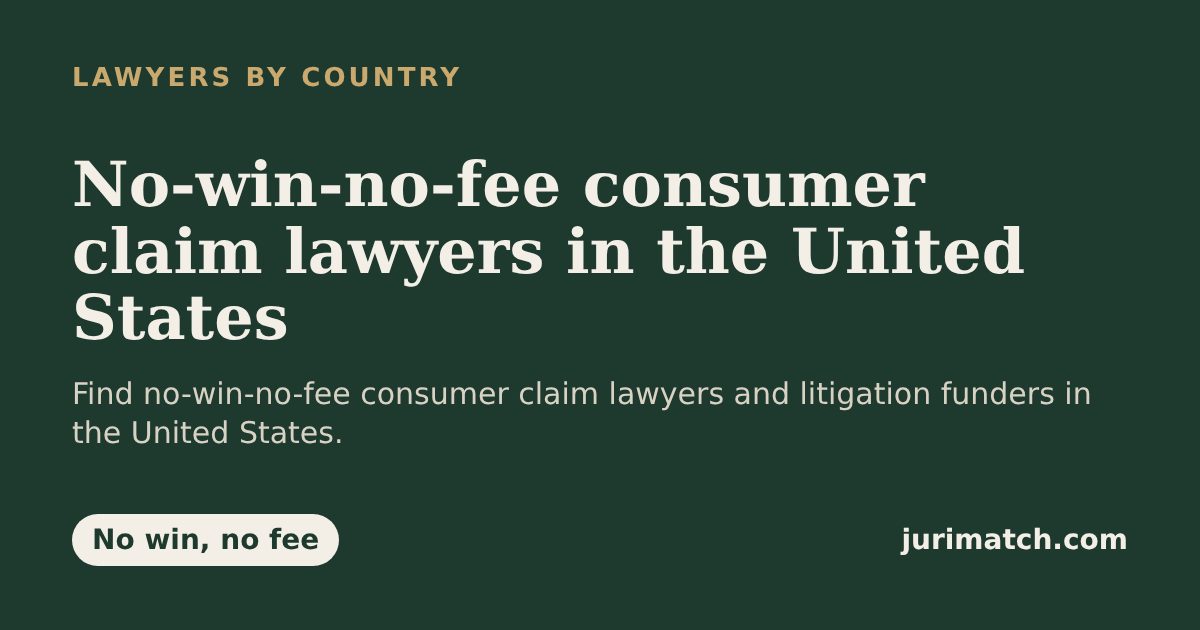 LAWYERS BY COUNTRY
No-win-no-fee consumer
claim lawyers in the United
States
Find no-win-no-fee consumer claim lawyers and litigation funders in
the United States.
No win, no fee
jurimatch.com